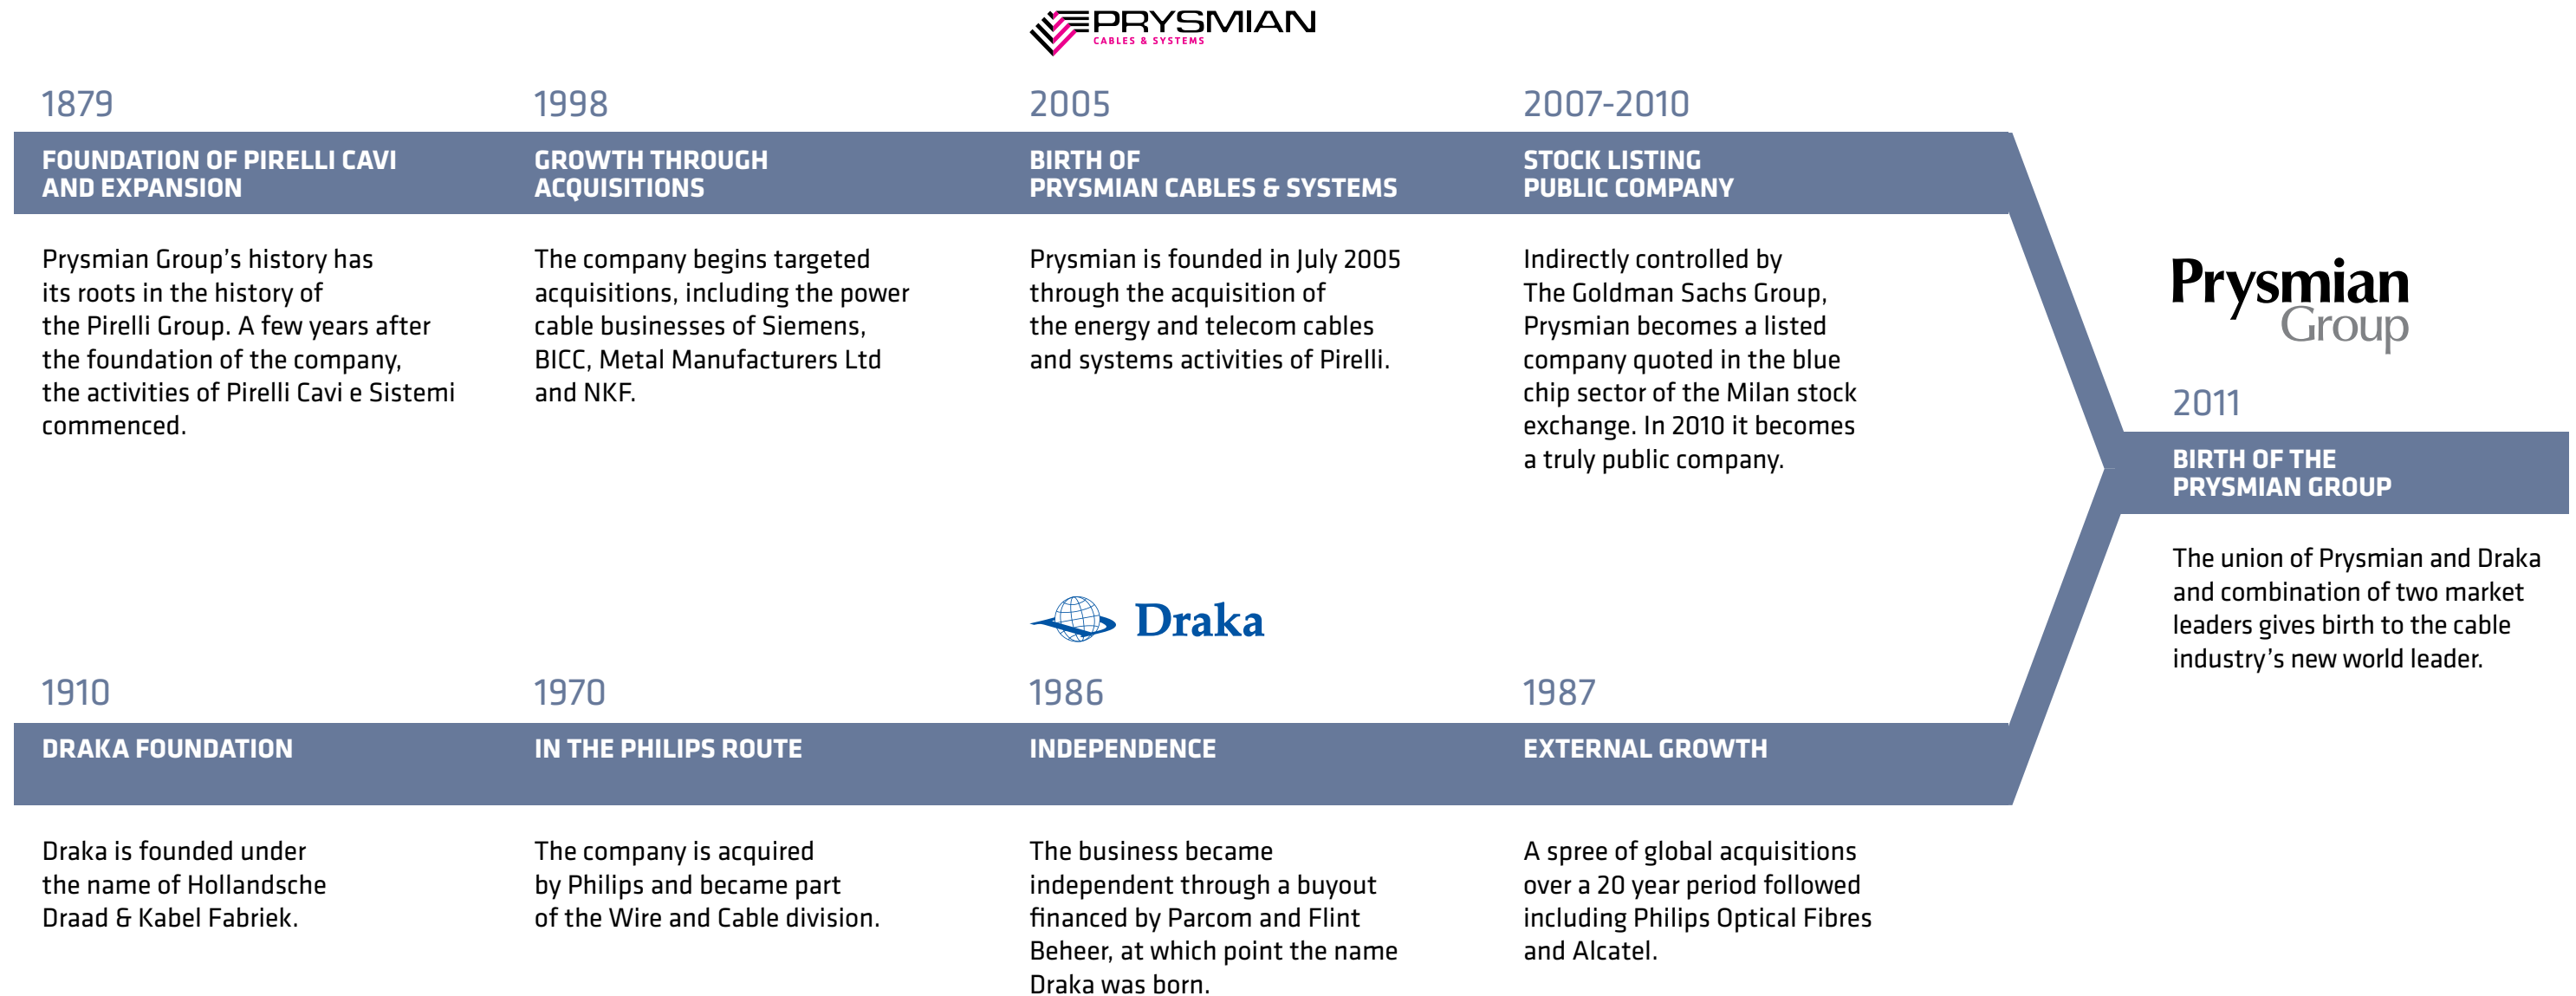 PRYSMIAN
CABLES & SYSTEMS
1879
FOUNDATION OF PIRELLI CAVI
AND EXPANSION
Prysmian Group’s history has
its roots in the history of
the Pirelli Group. A few years after
the foundation of the company,
the activities of Pirelli Cavi e Sistemi
commenced.
1998
GROWTH THROUGH
ACQUISITIONS
The company begins targeted
acquisitions, including the power
cable businesses of Siemens,
BICC, Metal Manufacturers Ltd
and NKF.
2005
BIRTH OF
PRYSMIAN CABLES & SYSTEMS
Prysmian is founded in July 2005
through the acquisition of
the energy and telecom cables
and systems activities of Pirelli.
2007-2010
STOCK LISTING
PUBLIC COMPANY
Indirectly controlled by
The Goldman Sachs Group,
Prysmian becomes a listed
company quoted in the blue
chip sector of the Milan stock
exchange. In 2010 it becomes
a truly public company.
Draka
1910
DRAKA FOUNDATION
Draka is founded under
the name of Hollandsche
Draad & Kabel Fabriek.
1970
IN THE PHILIPS ROUTE
The company is acquired
by Philips and became part
of the Wire and Cable division.
1986
INDEPENDENCE
The business became
independent through a buyout
financed by Parcom and Flint
Beheer, at which point the name
Draka was born.
1987
EXTERNAL GROWTH
A spree of global acquisitions
over a 20 year period followed
including Philips Optical Fibres
and Alcatel.
Prysmian
Group
2011
BIRTH OF THE
PRYSMIAN GROUP
The union of Prysmian and Draka
and combination of two market
leaders gives birth to the cable
industry’s new world leader.